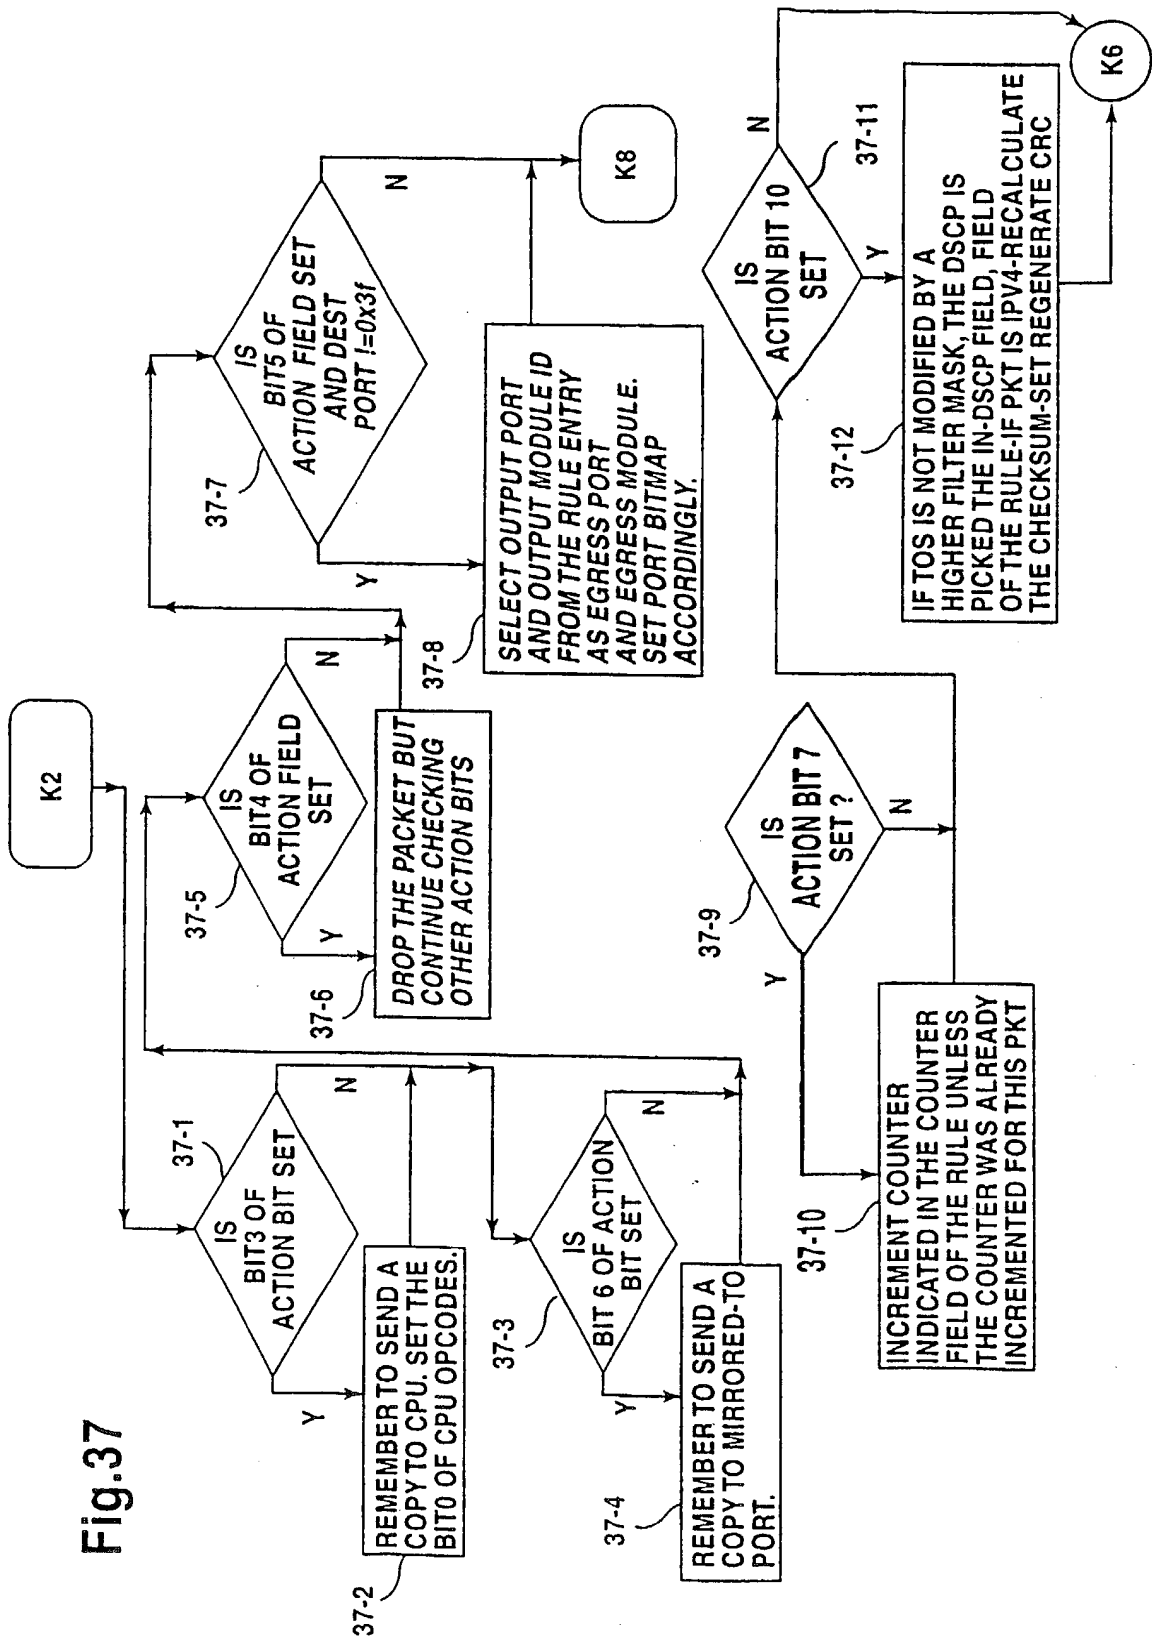 Fig.37
K2
37-1
IS
BIT3 OF
ACTION BIT SET
Y
N
37-2
REMEMBER TO SEND A
COPY TO CPU. SET THE
BIT0 OF CPU OPCODES.
37-3
IS
BIT 6 OF ACTION
BIT SET
Y
N
37-4
REMEMBER TO SEND A
COPY TO MIRRORED-TO
PORT.
37-5
IS
BIT4 OF
ACTION FIELD
SET
Y
N
37-6
DROP THE PACKET BUT
CONTINUE CHECKING
OTHER ACTION BITS
37-7
IS
BIT5 OF
ACTION FIELD SET
AND DEST
PORT !=0x3f
Y
N
37-8
SELECT OUTPUT PORT
AND OUTPUT MODULE ID
FROM THE RULE ENTRY
AS EGRESS PORT
AND EGRESS MODULE.
SET PORT BITMAP
ACCORDINGLY.
K8
37-9
IS
ACTION BIT 7
SET ?
Y
N
37-10
INCREMENT COUNTER
INDICATED IN THE COUNTER
FIELD OF THE RULE UNLESS
THE COUNTER WAS ALREADY
INCREMENTED FOR THIS PKT
37-11
IS
ACTION BIT 10
SET
N
Y
37-12
IF TOS IS NOT MODIFIED BY A
HIGHER FILTER MASK, THE DSCP IS
PICKED THE IN-DSCP FIELD, FIELD
OF THE RULE-IF PKT IS IPV4-RECALCULATE
THE CHECKSUM-SET REGENERATE CRC
K6